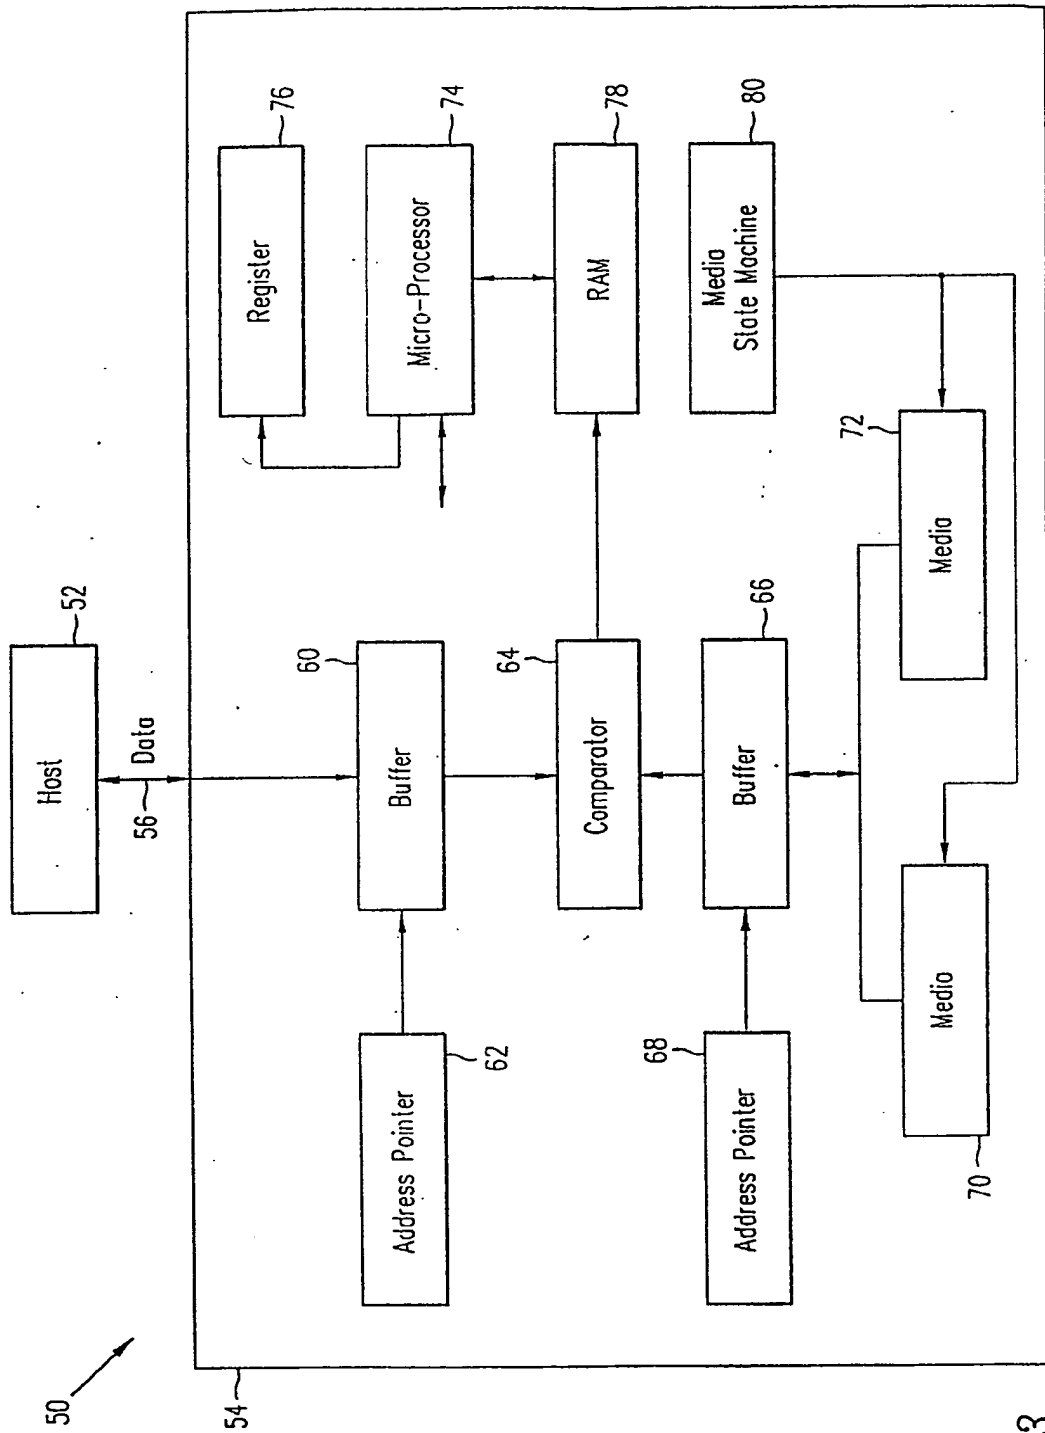 50
Host
52
56
Data
54
Register
76
60
Address Pointer
Buffer
Micro-Processor
74
62
64
Comparator
RAM
78
68
66
Address Pointer
Buffer
Media
State Machine
80
72
Media
Media
70
3